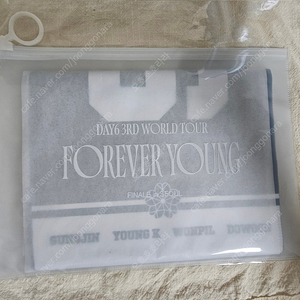 DAY6 3RD WORLD TOUR
FOREVER YOUNG
FINALE in SEOUL
SUNGJIN YOUNG K WONPIL DOWOON